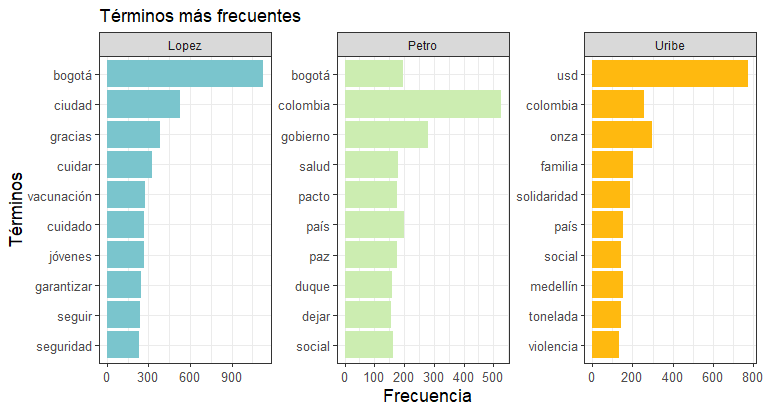 Términos más frecuentes
Lopez
Petro
Uribe
Términos
bogotá
ciudad
gracias
cuidar
vacunación
cuidado
jóvenes
garantizar
seguir
seguridad
0 300 600 900
bogotá
colombia
gobierno
salud
pacto
país
paz
duque
dejar
social
0 100 200 300 400 500
usd
colombia
onza
familia
solidaridad
país
social
medellín
tonelada
violencia
0 200 400 600 800
Frecuencia